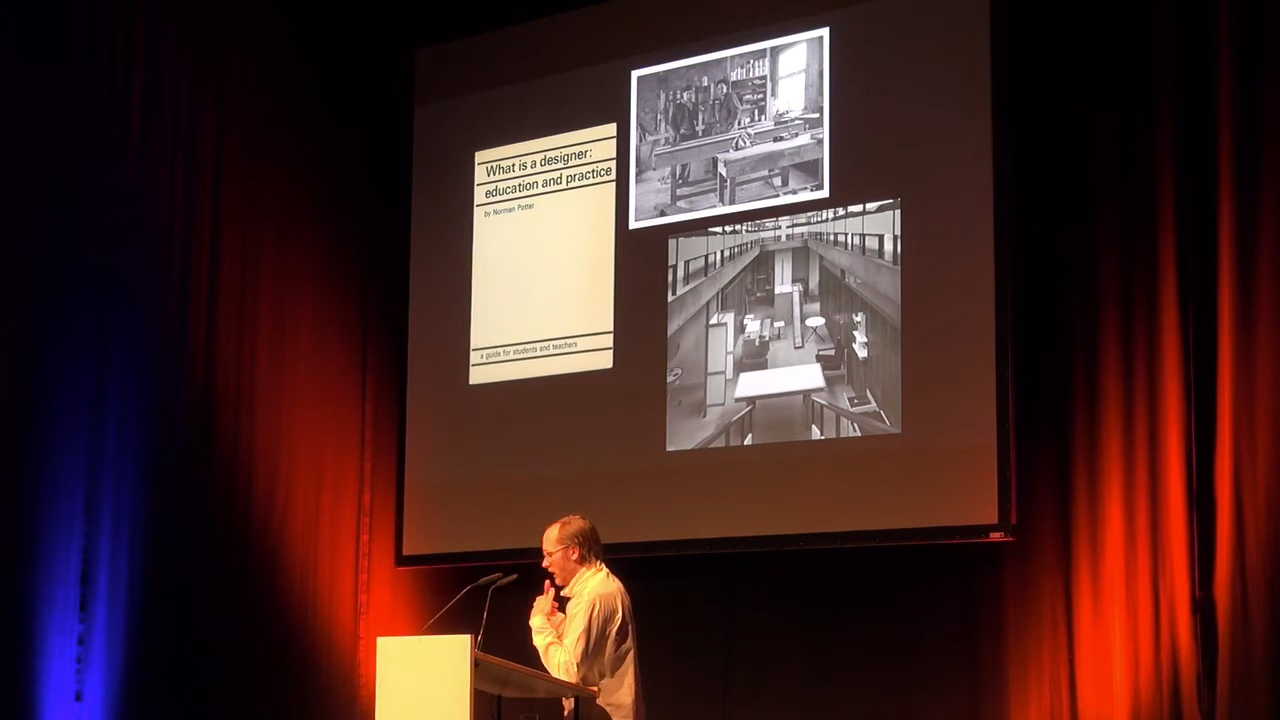 What is a designer:
education and practice
by Norman Potter
a guide for students and teachers